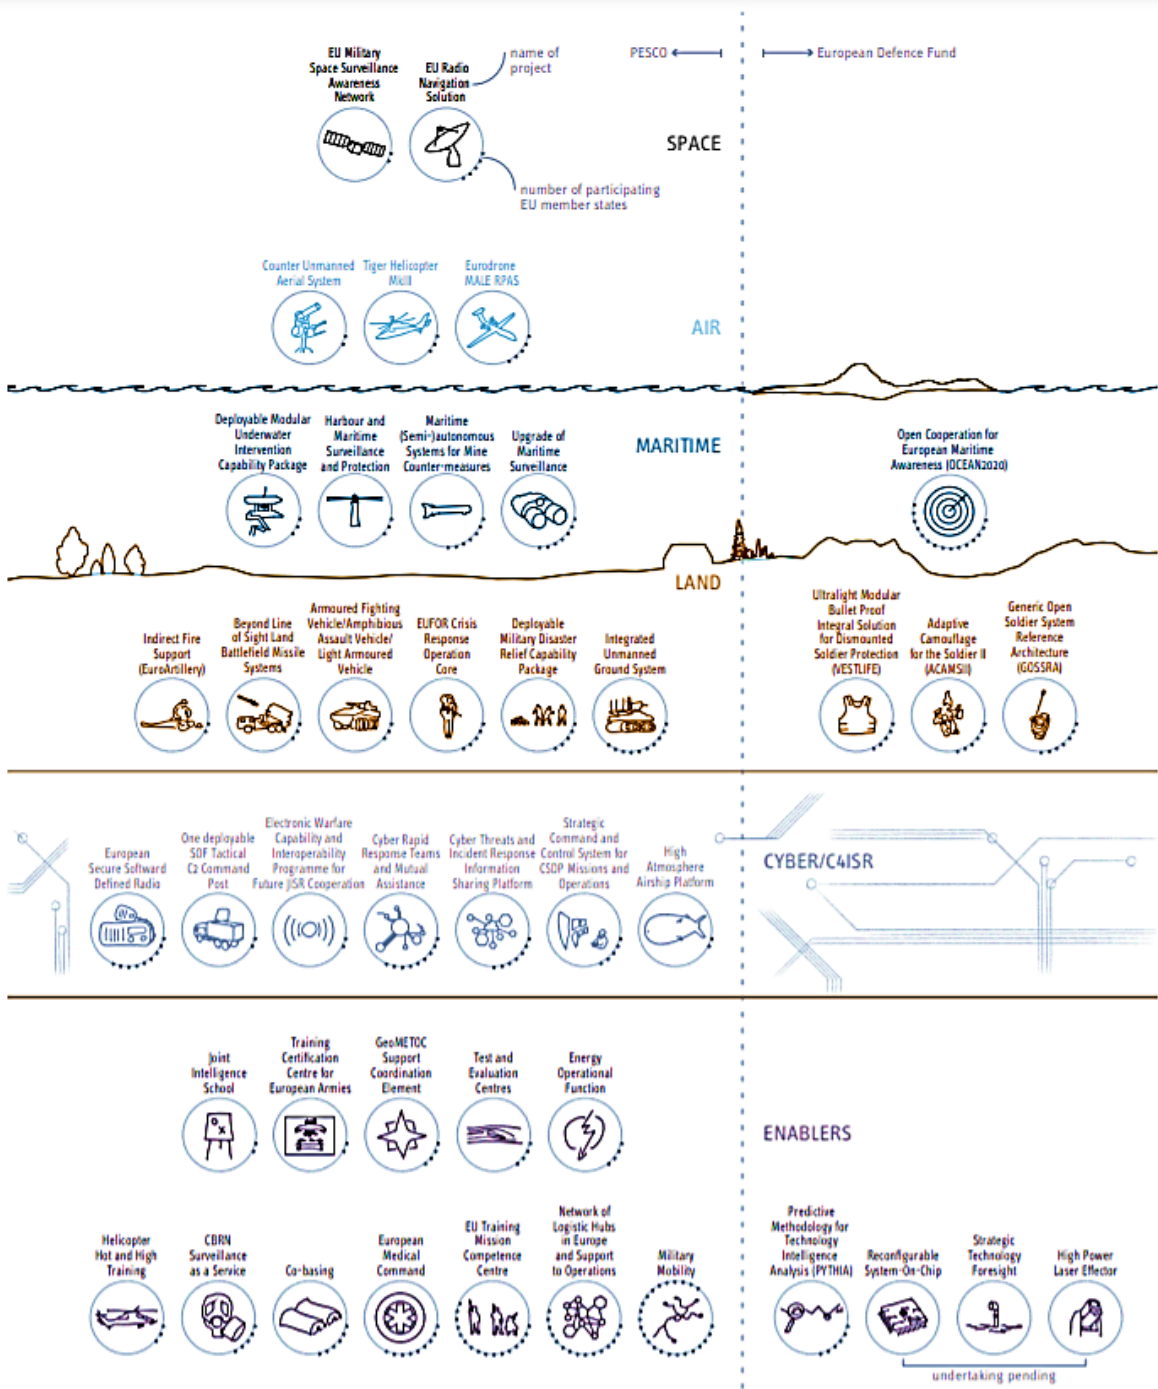 PESCO
European Defence Fund
EU Military
Space Surveillance
Awareness
Network
EU Radio
Navigation
Solution
name of
project
SPACE
number of participating
EU member states
Counter Unmanned
Aerial System
Tiger Helicopter
MkIII
Eurodrone
MALE RPAS
AIR
Deployable Modular
Underwater
Intervention
Capability Package
Harbour and
Maritime
Surveillance
and Protection
Maritime
(Semi-)autonomous
Systems for Mine
Counter-measures
Upgrade of
Maritime
Surveillance
MARITIME
Open Cooperation for
European Maritime
Awareness (OCEAN2020)
LAND
Indirect Fire
Support
(EuroArtillery)
Beyond Line
of Sight Land
Battlefield Missile
Systems
Armoured Fighting
Vehicle/Amphibious
Assault Vehicle/
Light Armoured
Vehicle
EUFOR Crisis
Response
Operation
Core
Deployable
Military Disaster
Relief Capability
Package
Integrated
Unmanned
Ground System
Ultralight Modular
Bullet Proof
Integral Solution
for Dismounted
Soldier Protection
(VESTLIFE)
Adaptive
Camouflage
for the Soldier II
(ACAMSII)
Generic Open
Soldier System
Reference
Architecture
(GOSSRA)
European
Secure Software
Defined Radio
One deployable
SOF Tactical
C2 Command
Post
Electronic Warfare
Capability and
Interoperability
Programme for
Future JISR Cooperation
Cyber Rapid
Response Teams
and Mutual
Assistance
Cyber Threats and
Incident Response
Information
Sharing Platform
Strategic
Command and
Control System for
CSDP Missions and
Operations
High
Atmosphere
Airship Platform
CYBER/C4ISR
Joint
Intelligence
School
Training
Certification
Centre for
European Armies
GeoMETOC
Support
Coordination
Element
Test and
Evaluation
Centres
Energy
Operational
Function
ENABLERS
Helicopter
Hot and High
Training
CBRN
Surveillance
as a Service
Co-basing
European
Medical
Command
EU Training
Mission
Competence
Centre
Network of
Logistic Hubs
in Europe
and Support
to Operations
Military
Mobility
Predictive
Methodology for
Technology
Intelligence
Analysis (PYTHIA)
Reconfigurable
System-On-Chip
Strategic
Technology
Foresight
High Power
Laser Effector
undertaking pending